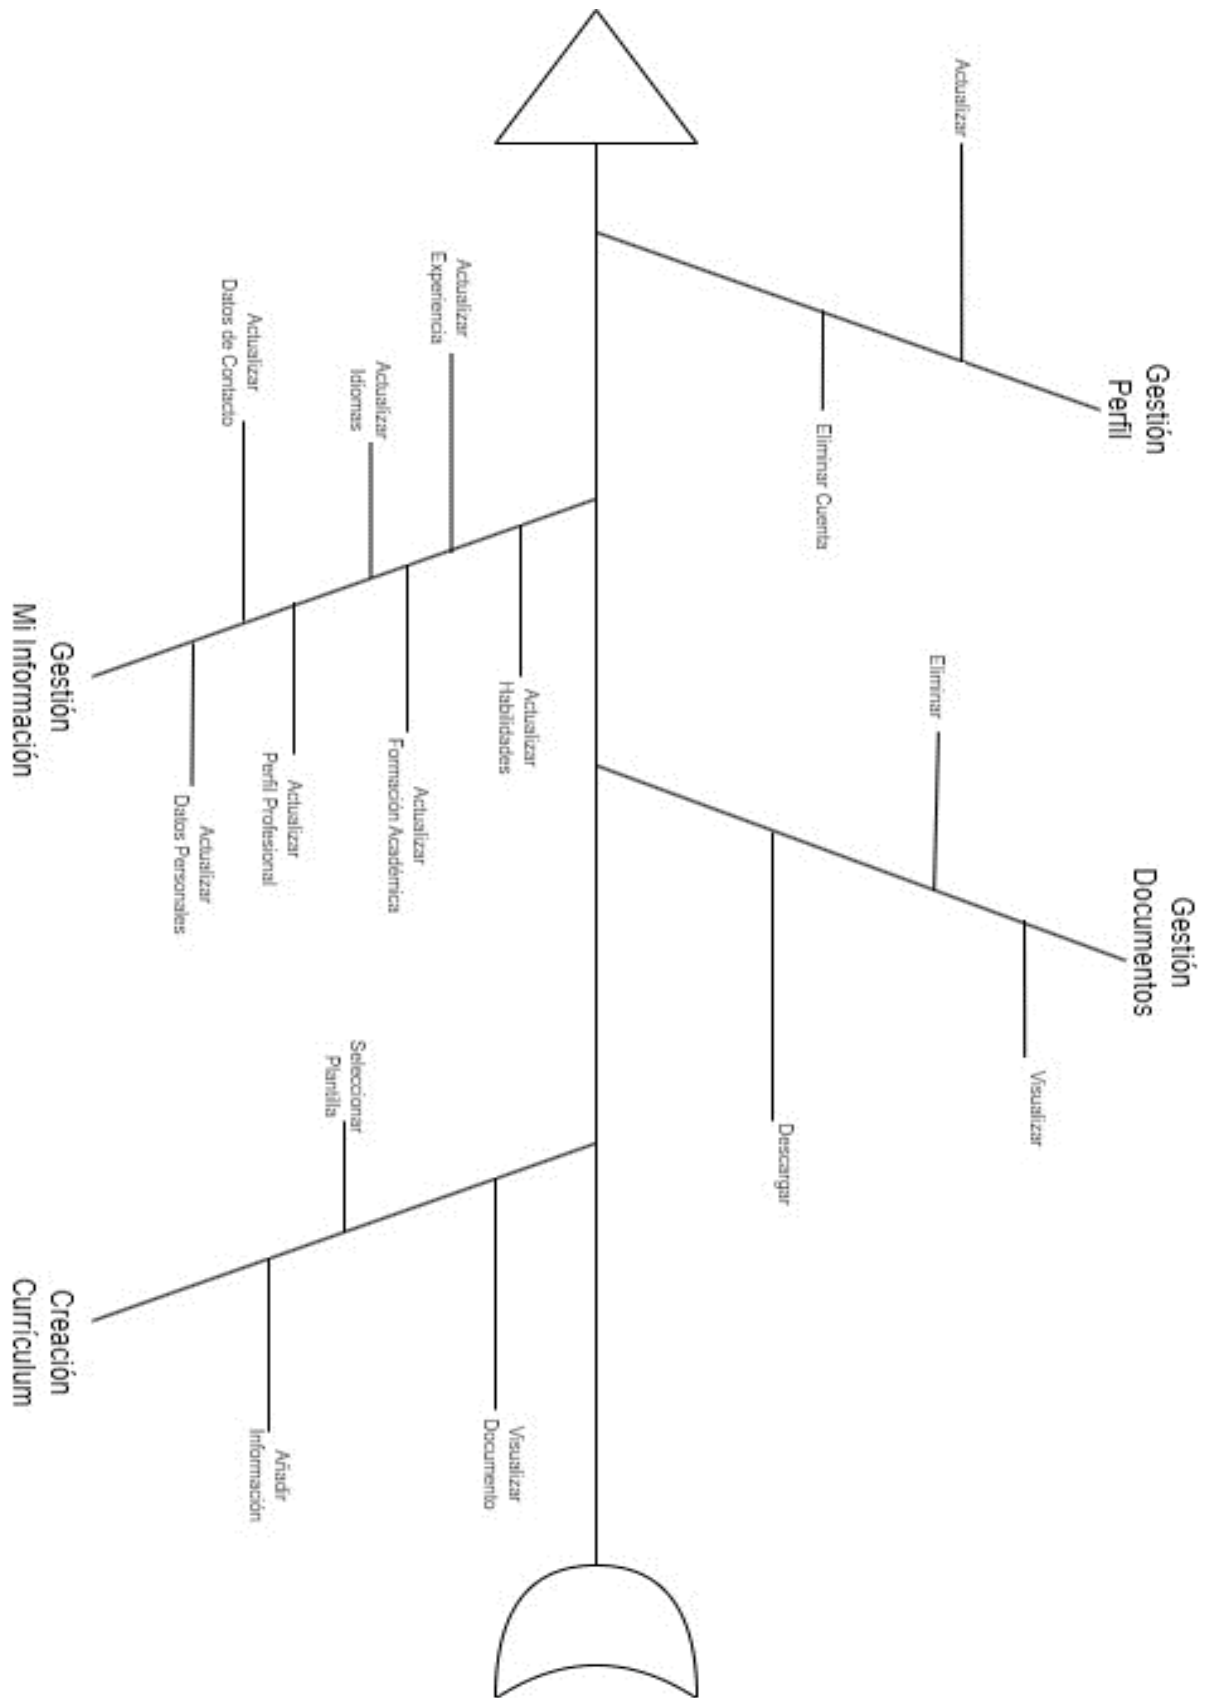 Gestión
Perfil
Actualizar
Eliminar Cuenta
Gestión
Documentos
Eliminar
Visualizar
Descargar
Actualizar
Experiencia
Actualizar
Idiomas
Actualizar
Datos de Contacto
Actualizar
Habilidades
Actualizar
Formación Académica
Actualizar
Perfil Profesional
Actualizar
Datos Personales
Gestión
Mi Información
Seleccionar
Plantilla
Visualizar
Documento
Añadir
Información
Creación
Currículum